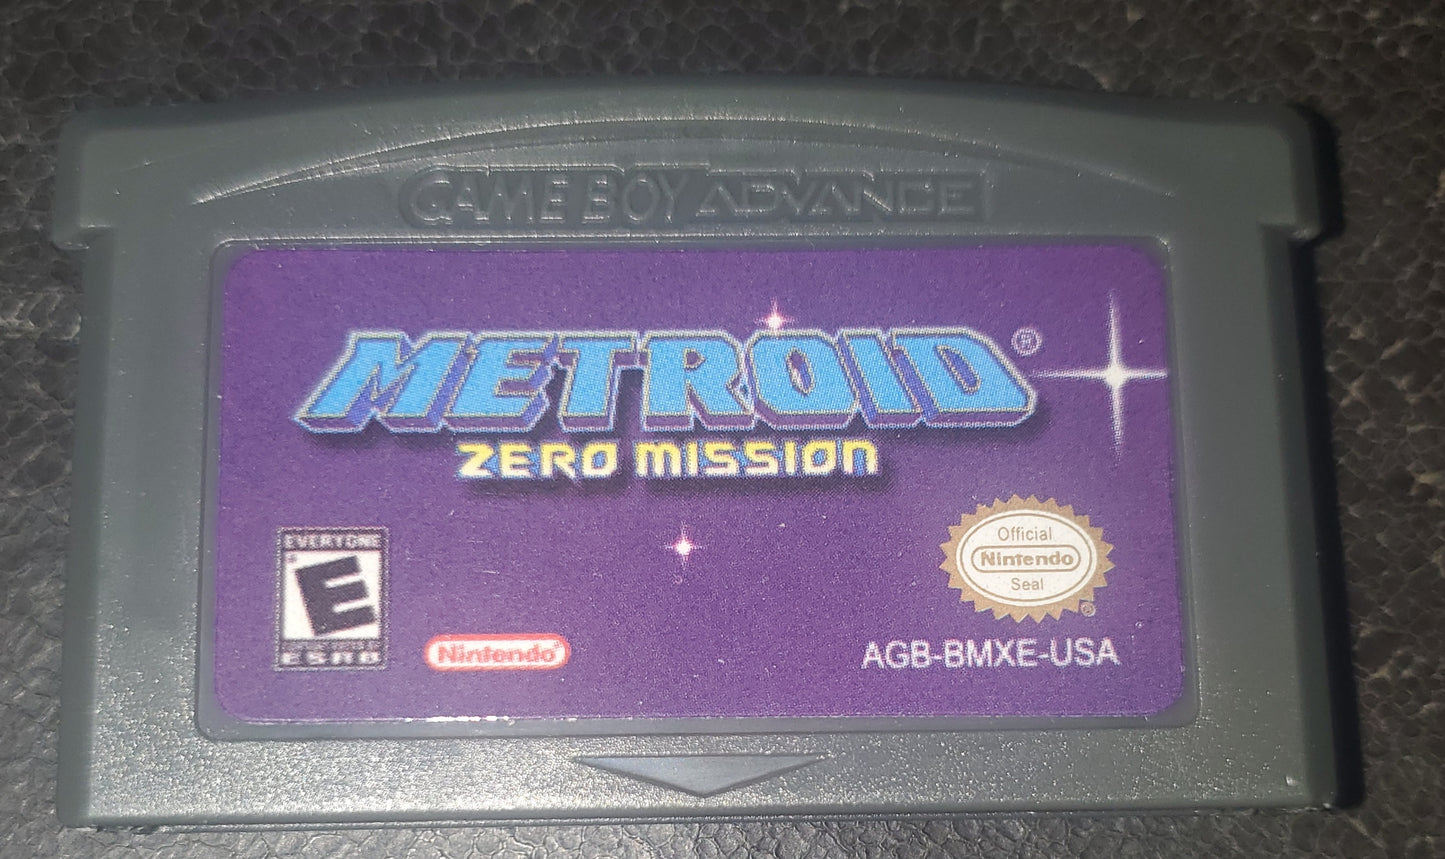 GAME BOY ADVANCE
METROID®
ZERO MISSION
EVERYONE
E
ESRB
Nintendo®
Official
Nintendo
Seal
®
AGB-BMXE-USA